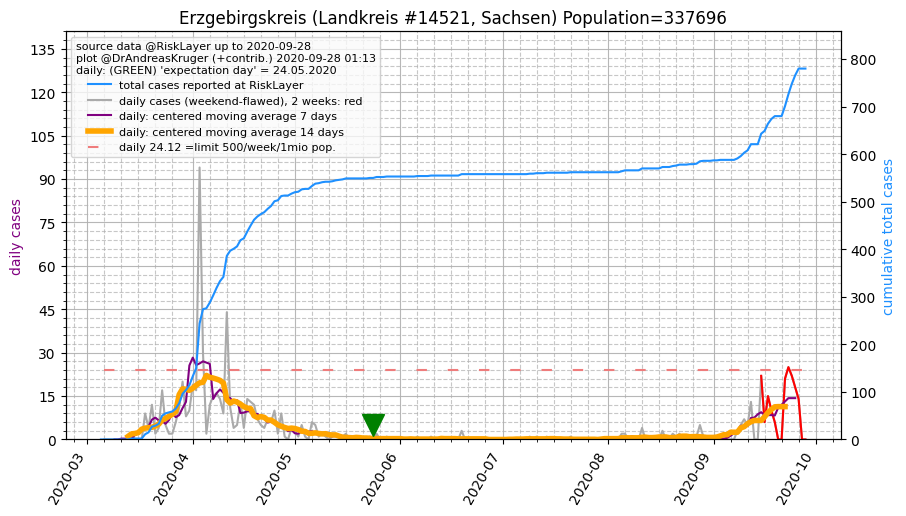 Erzgebirgskreis (Landkreis #14521, Sachsen) Population=337696
source data @RiskLayer up to 2020-09-28
plot @DrAndreasKruger (+contrib.) 2020-09-28 01:13
daily: (GREEN) 'expectation day' = 24.05.2020
total cases reported at RiskLayer
daily cases (weekend-flawed), 2 weeks: red
daily: centered moving average 7 days
daily: centered moving average 14 days
daily 24.12 =limit 500/week/1mio pop.
daily cases
135
120
105
90
75
60
45
30
15
0
cumulative total cases
800
700
600
500
400
300
200
100
0
2020-03
2020-04
2020-05
2020-06
2020-07
2020-08
2020-09
2020-10